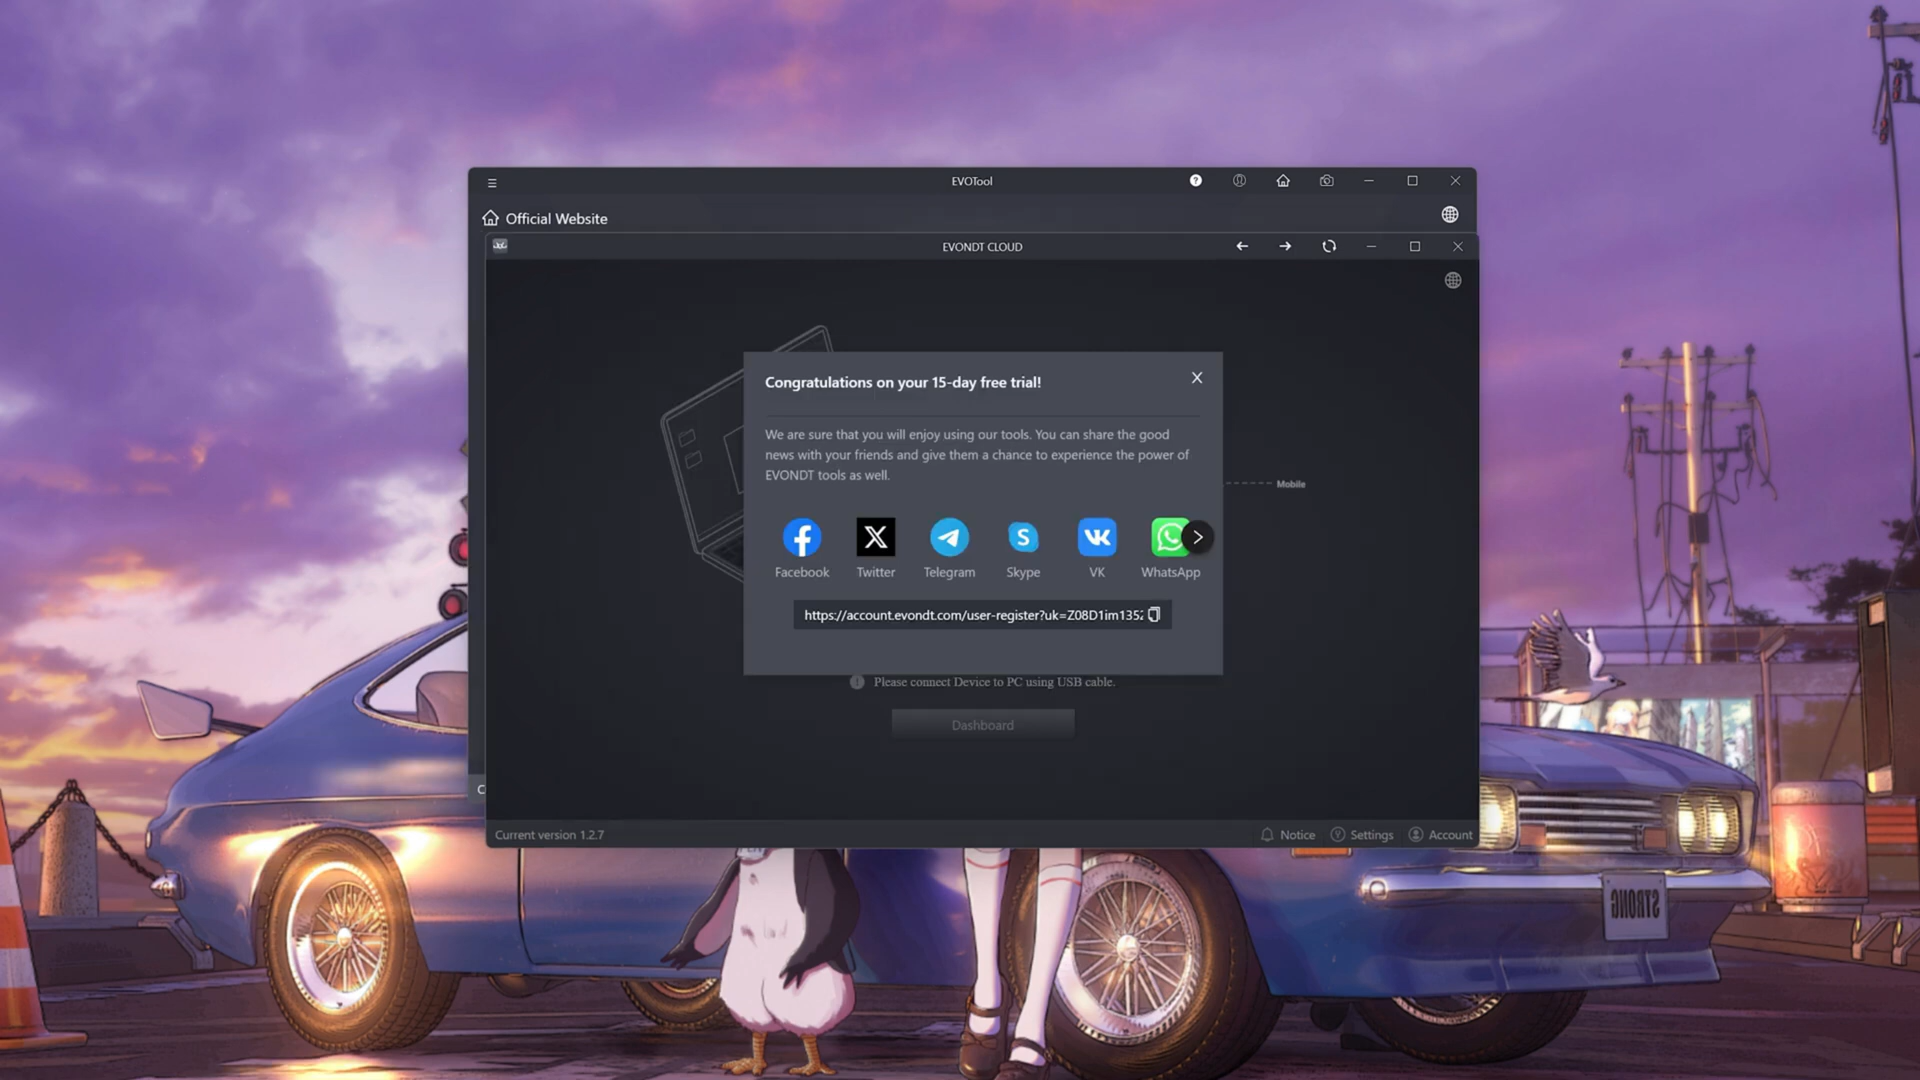 EVOTool
Official Website
EVONDT CLOUD
Congratulations on your 15-day free trial!
We are sure that you will enjoy using our tools. You can share the good
news with your friends and give them a chance to experience the power of
EVONDT tools as well.
Mobile
Facebook
Twitter
Telegram
Skype
VK
WhatsApp
https://account.evondt.com/user-register?uk=Z08D1im135
Please connect Device to PC using USB cable.
Dashboard
C
Current version 1.2.7
Notice
Settings
Account
STRONG